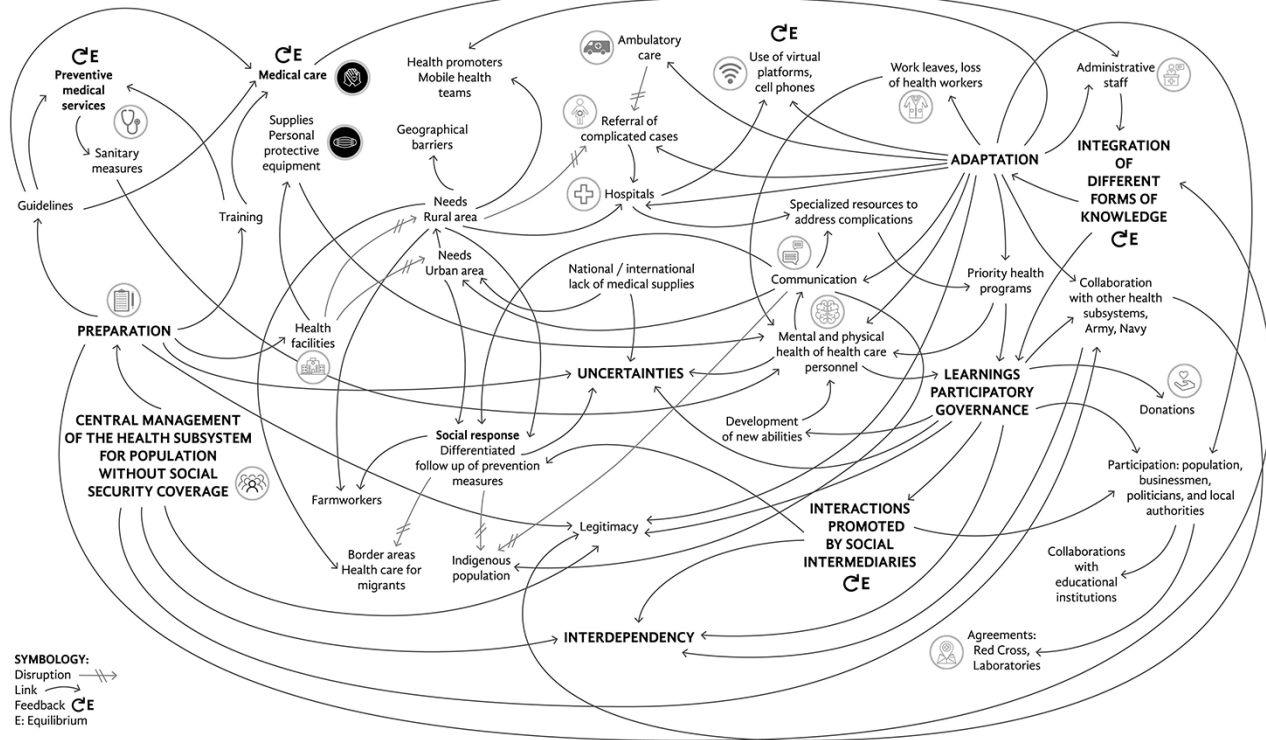 E
Preventive
medical
services
Sanitary
measures
Guidelines
Training
E
Medical care
Supplies
Personal
protective
equipment
Health promoters
Mobile health
teams
Geographical
barriers
Needs
Rural area
Needs
Urban area
Ambulatory
care
Referral of
complicated cases
Hospitals
E
Use of virtual
platforms,
cell phones
Work leaves, loss
of health workers
Administrative
staff
ADAPTATION
INTEGRATION
OF
DIFFERENT
FORMS OF
KNOWLEDGE
E
Specialized resources to
address complications
National / international
lack of medical supplies
Communication
Priority health
programs
Collaboration
with other health
subsystems,
Army, Navy
PREPARATION
Health
facilities
Mental and physical
health of health care
personnel
UNCERTAINTIES
LEARNINGS
PARTICIPATORY
GOVERNANCE
Donations
CENTRAL MANAGEMENT
OF THE HEALTH SUBSYSTEM
FOR POPULATION
WITHOUT SOCIAL
SECURITY COVERAGE
Social response
Differentiated
follow up of prevention
measures
Development
of new abilities
Farmworkers
Participation: population,
businessmen,
politicians, and local
authorities
Legitimacy
INTERACTIONS
PROMOTED
BY SOCIAL
INTERMEDIARIES
E
Border areas
Health care for
migrants
Indigenous
population
Collaborations
with
educational
institutions
INTERDEPENDENCY
Agreements:
Red Cross,
Laboratories
SYMBOLOGY:
Disruption
Link
Feedback E
E: Equilibrium